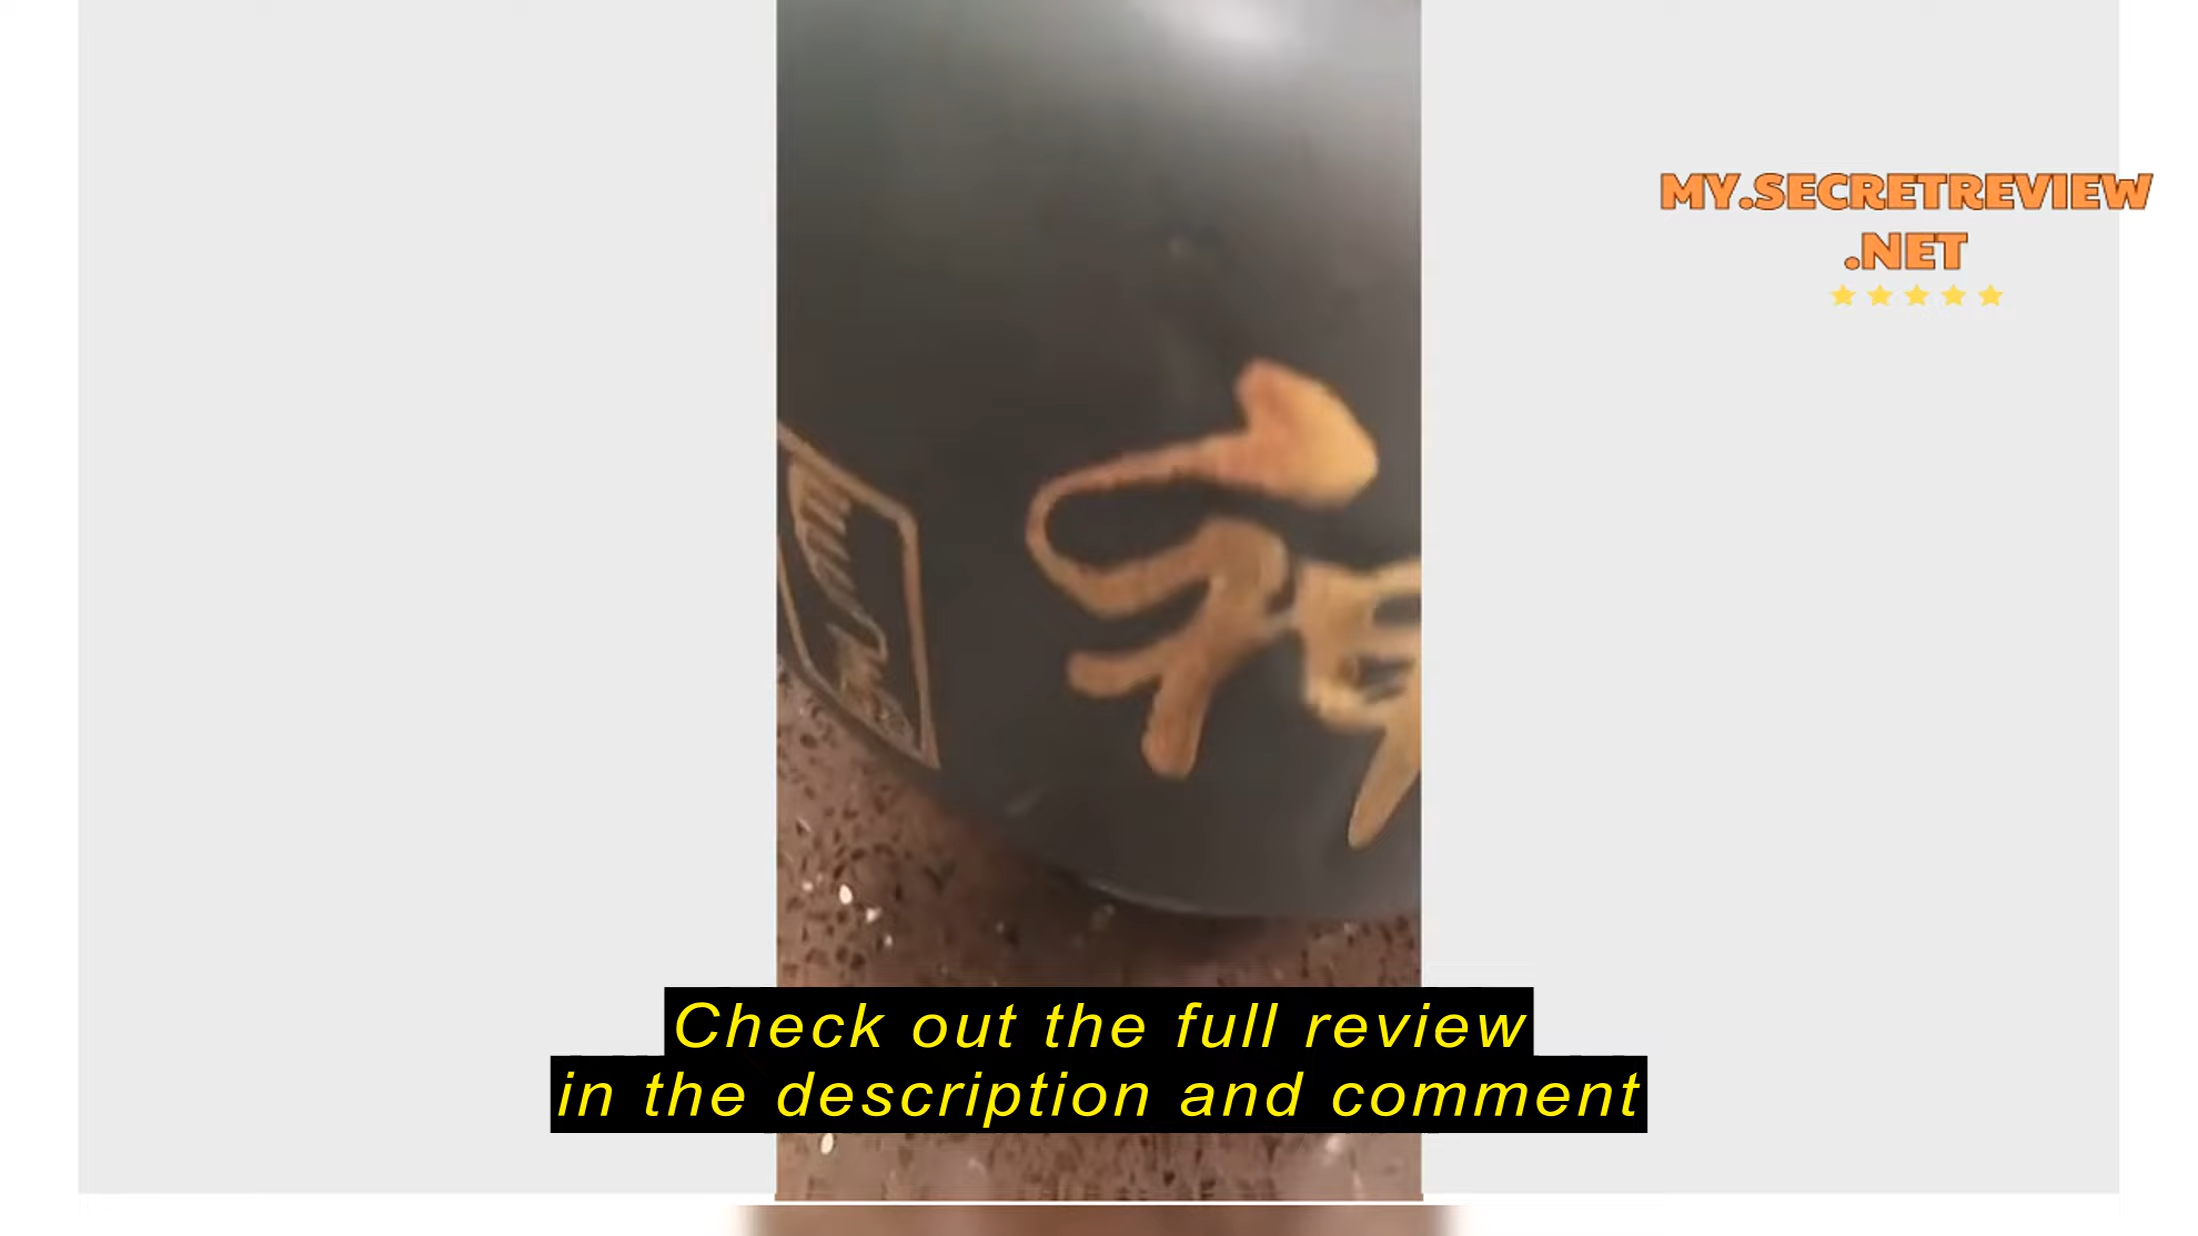 MY.SECRETREVIEW
.NET
Check out the full review
in the description and comment